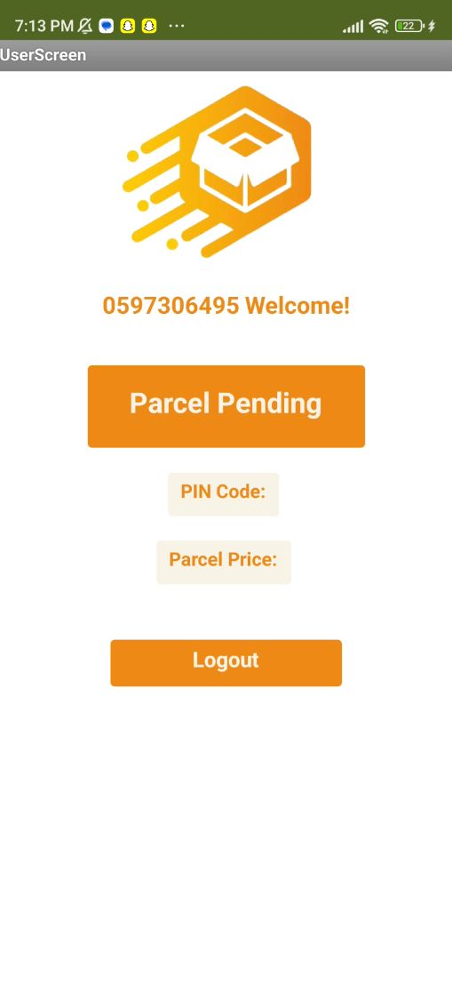 7:13 PM
22
UserScreen
0597306495 Welcome!
Parcel Pending
PIN Code:
Parcel Price:
Logout